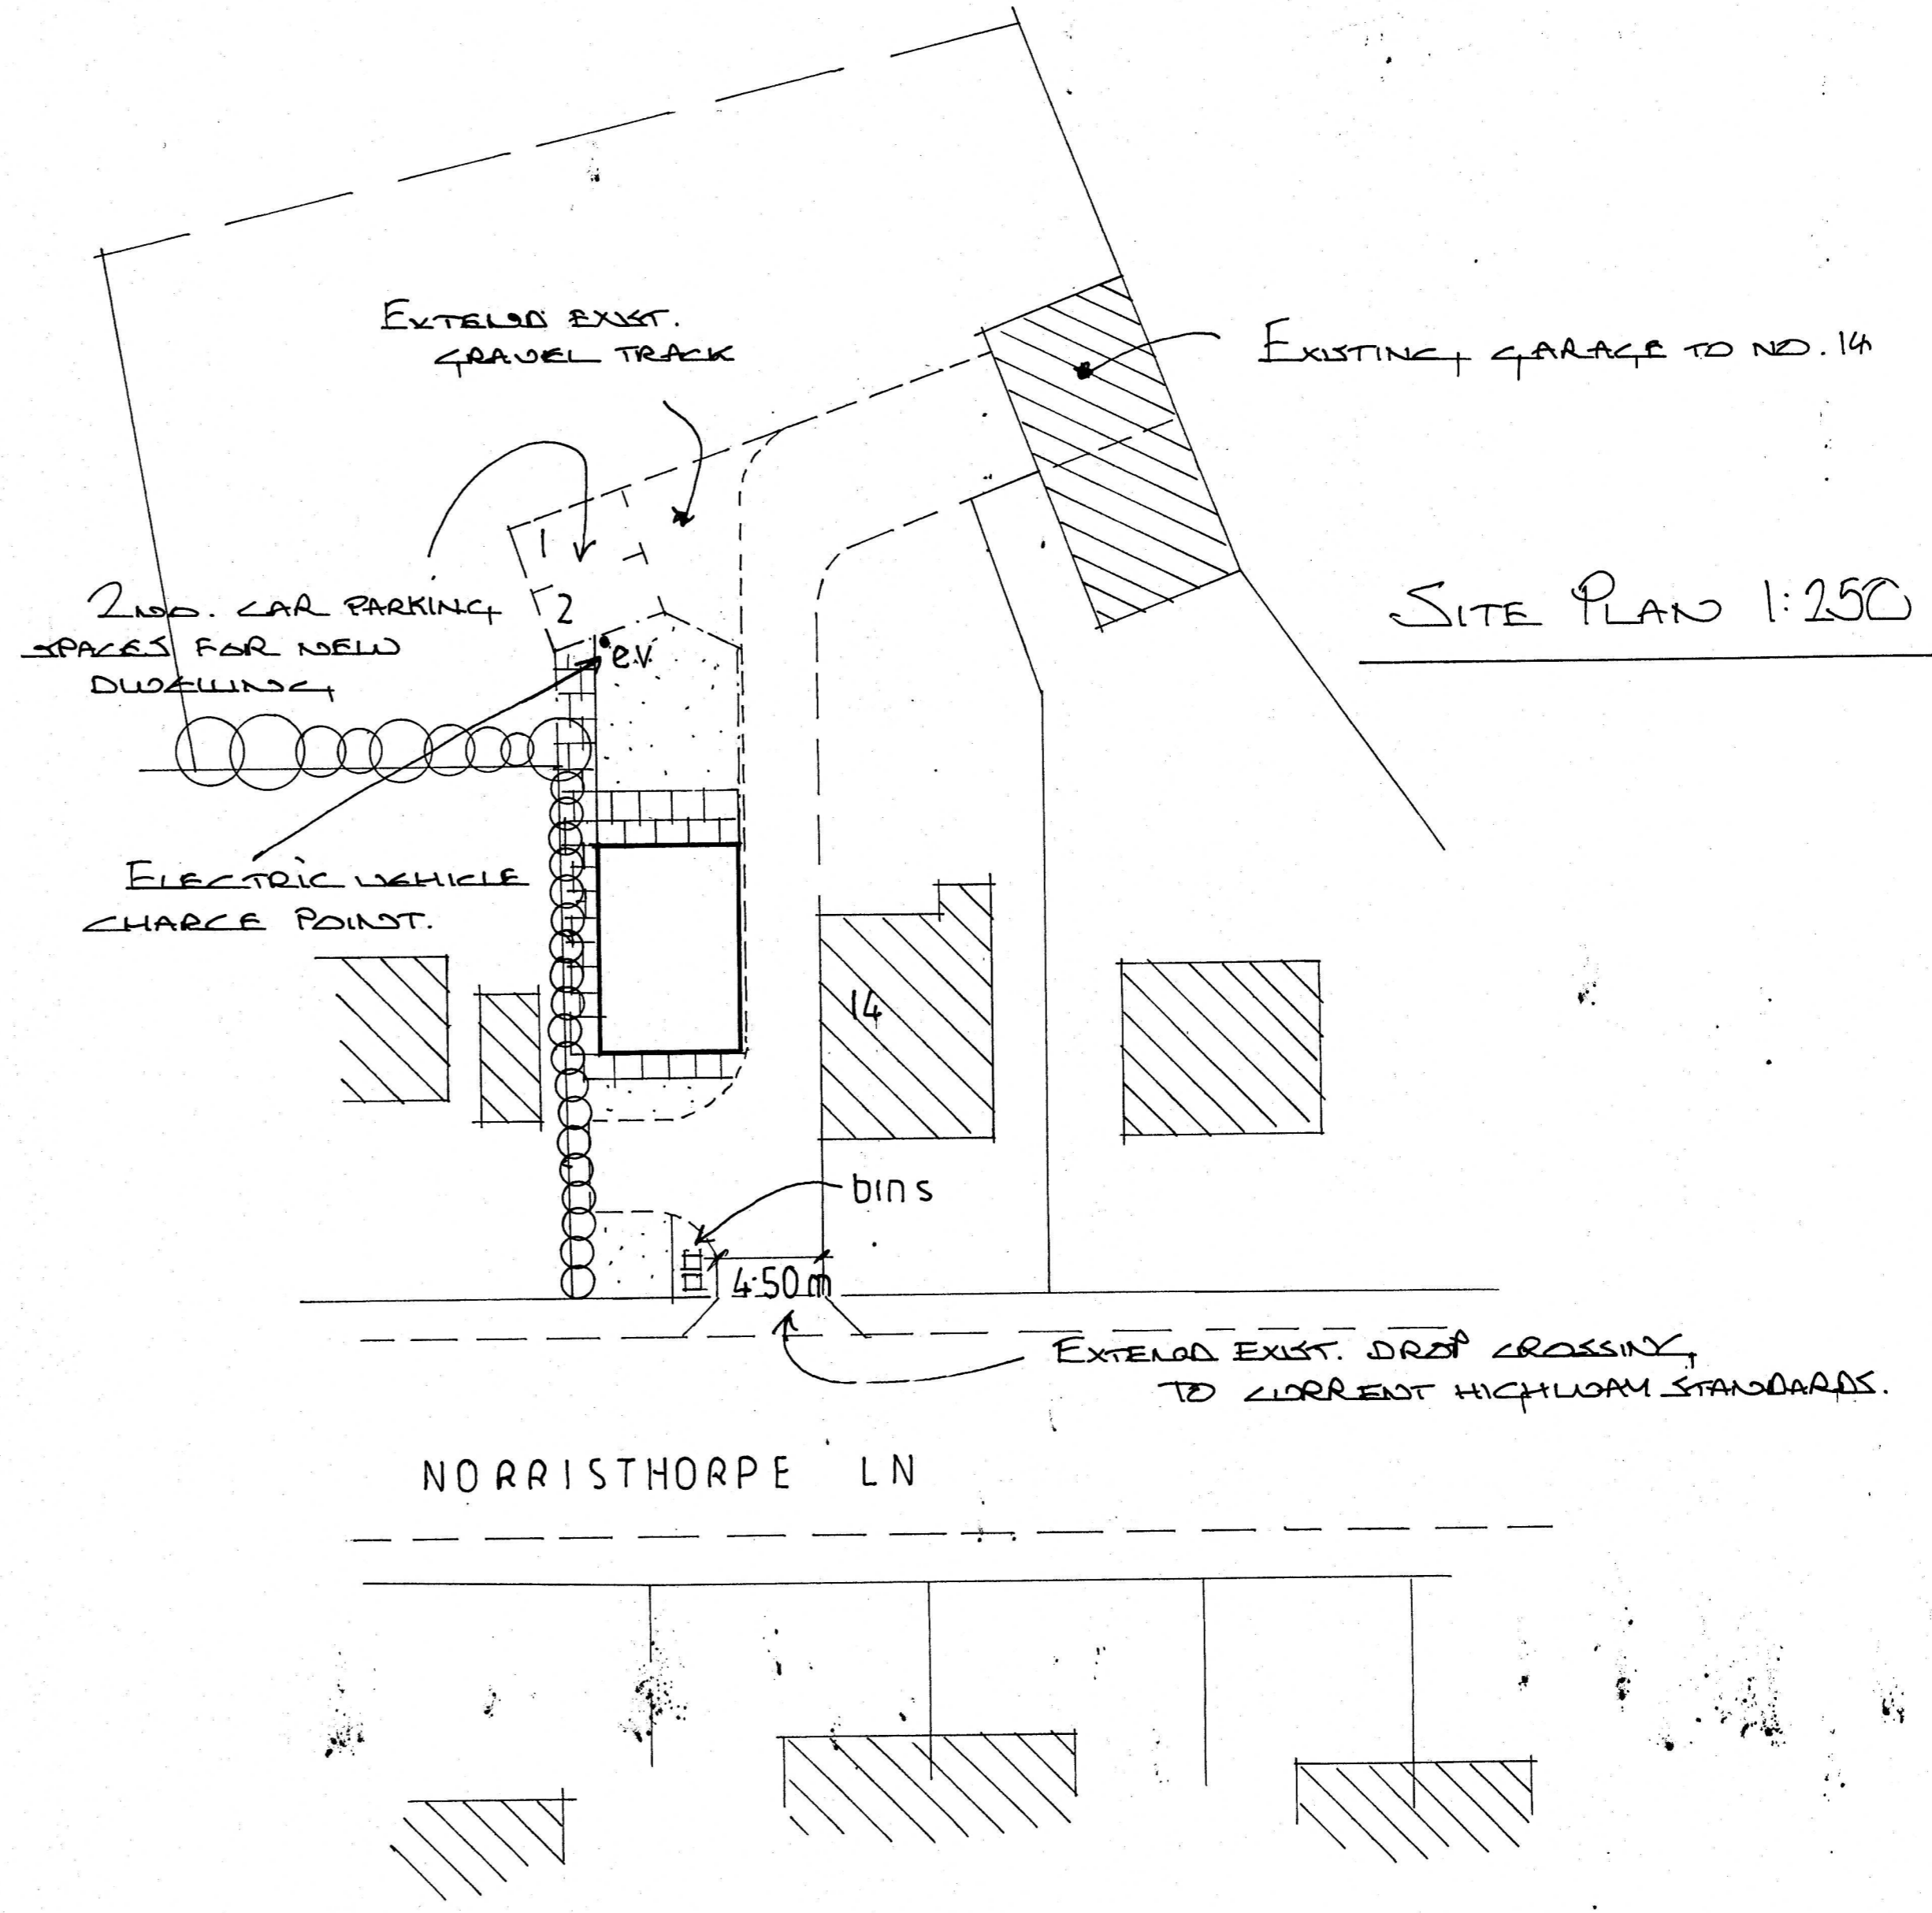 EXTEND EXIST.
GRAVEL TRACK
EXISTING GARAGE TO NO. 14
1
2
2NO. CAR PARKING
SPACES FOR NEW
DWELLING
SITE PLAN 1:250
e.v.
ELECTRIC VEHICLE
CHARGE POINT.
14
bins
4·50m
EXTEND EXIST. DROP CROSSING
TO CURRENT HIGHWAY STANDARDS.
NORRISTHORPE LN